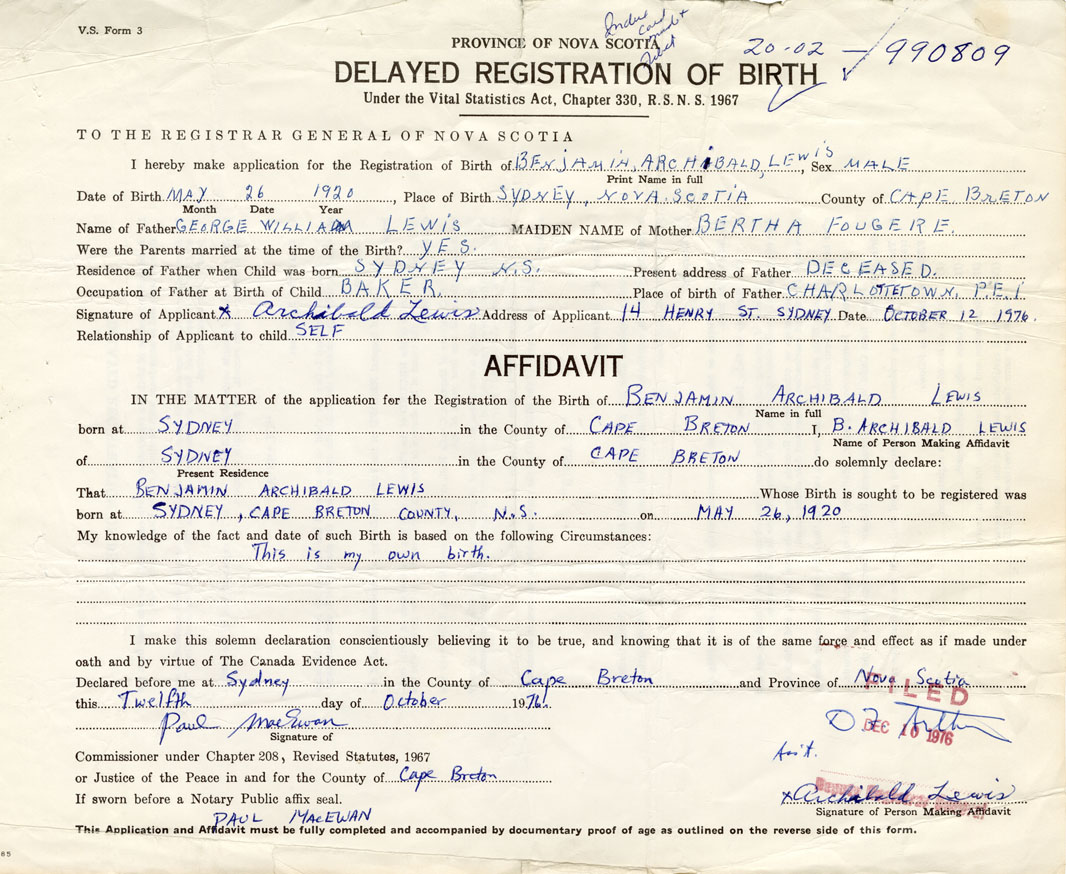 V.S. Form 3
Index
card
made +
PROVINCE OF NOVA SCOTIA
20-02 990809
DELAYED REGISTRATION OF BIRTH
Under the Vital Statistics Act, Chapter 330, R.S.N.S. 1967
TO THE REGISTRAR GENERAL OF NOVA SCOTIA
I hereby make application for the Registration of Birth of BENJAMIN, ARCHIBALD, LEWIS, Sex MALE
Print Name in full
Date of Birth MAY 26 1920, Place of Birth SYDNEY, NOVA SCOTIA County of CAPE BRETON
Month Date Year
Name of Father GEORGE WILLIAM LEWIS MAIDEN NAME of Mother BERTHA FOUGERE.
Were the Parents married at the time of the Birth? YES.
Residence of Father when Child was born SYDNEY N.S. Present address of Father DECEASED.
Occupation of Father at Birth of Child BAKER Place of birth of Father CHARLOTTETOWN, P.E.I
Signature of Applicant x Archibald Lewis Address of Applicant 14 HENRY ST. SYDNEY Date OCTOBER 12 1976.
Relationship of Applicant to child SELF
AFFIDAVIT
IN THE MATTER of the application for the Registration of the Birth of BENJAMIN ARCHIBALD LEWIS
Name in full
born at SYDNEY in the County of CAPE BRETON I, B. ARCHIBALD LEWIS
Name of Person Making Affidavit
of SYDNEY in the County of CAPE BRETON do solemnly declare:
Present Residence
That BENJAMIN ARCHIBALD LEWIS Whose Birth is sought to be registered was
born at SYDNEY, CAPE BRETON COUNTY, N.S. on MAY 26, 1920
My knowledge of the fact and date of such Birth is based on the following Circumstances:
This is my own birth.
I make this solemn declaration conscientiously believing it to be true, and knowing that it is of the same force and effect as if made under
oath and by virtue of The Canada Evidence Act.
Declared before me at Sydney in the County of Cape Breton and Province of Nova Scotia
FILED
this Twelfth day of October 1976.
DEC 10 1976
Paul MacEwan
Signature of
Asst.
Commissioner under Chapter 208, Revised Statutes, 1967
or Justice of the Peace in and for the County of Cape Breton
x Archibald Lewis
If sworn before a Notary Public affix seal.
Signature of Person Making Affidavit
PAUL MACEWAN
This Application and Affidavit must be fully completed and accompanied by documentary proof of age as outlined on the reverse side of this form.
85